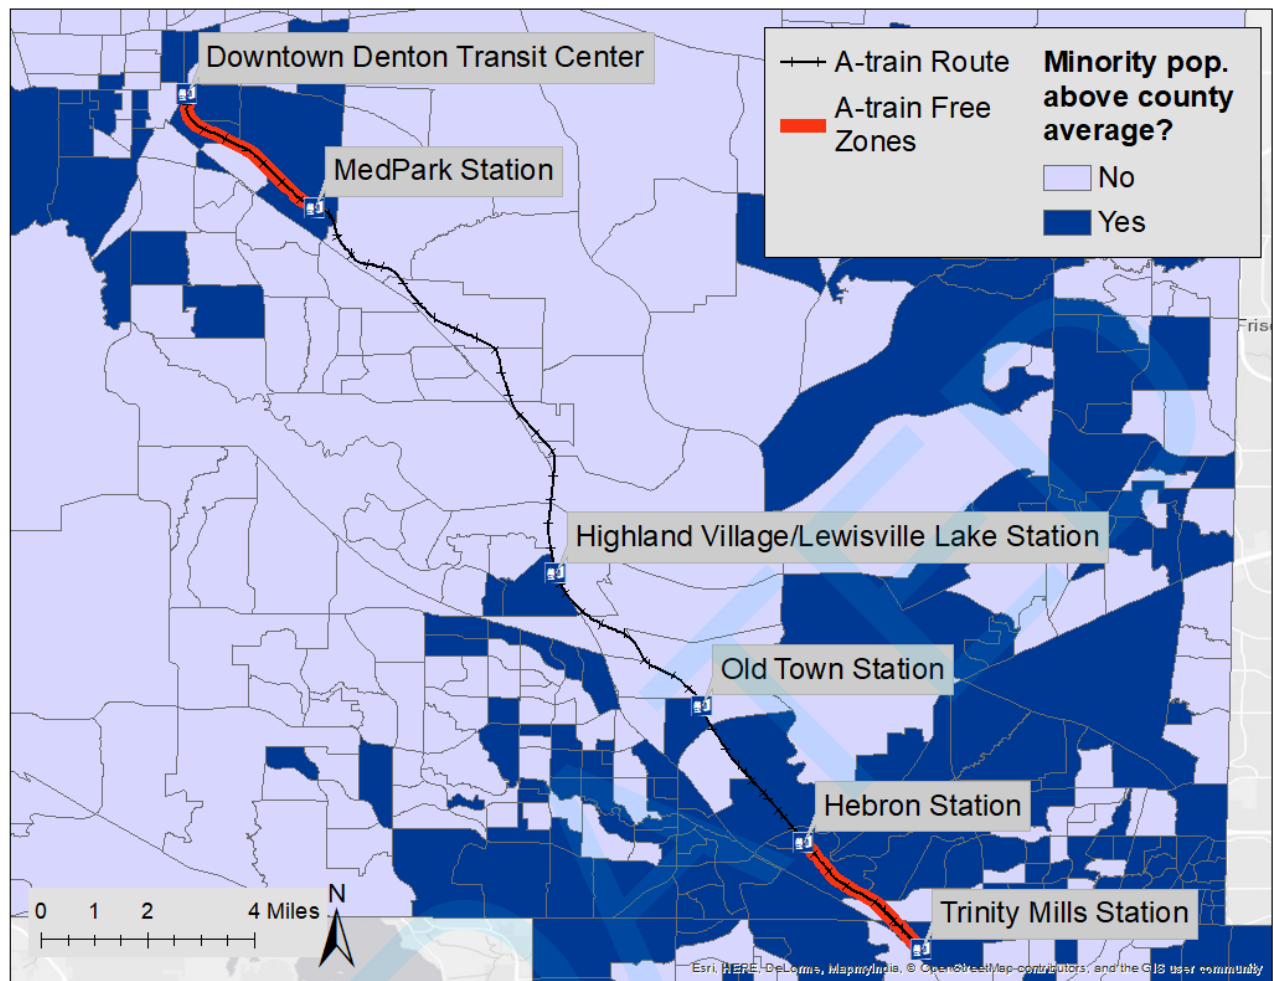 Downtown Denton Transit Center
MedPark Station
A-train Route
A-train Free
Zones
Minority pop.
above county
average?
No
Yes
Highland Village/Lewisville Lake Station
Old Town Station
Hebron Station
Trinity Mills Station
N
0 1 2 4 Miles
Esri, HERE, DeLorme, MapmyIndia, © OpenStreetMap contributors, and the GIS user community